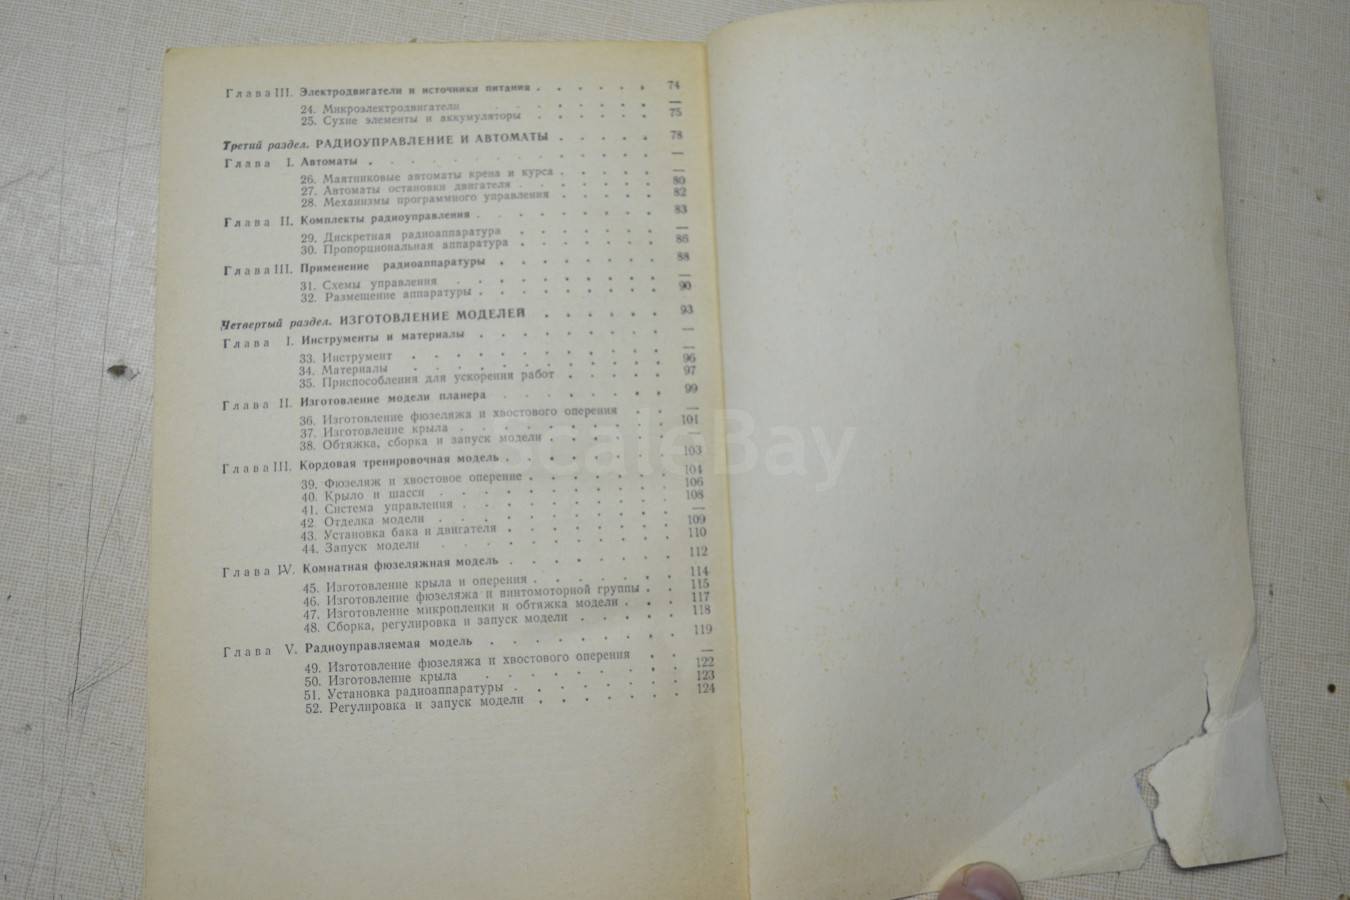 Глава III. Электродвигатели и источники питания . . . . . . 74
24. Микроэлектродвигатели . . . . . . —
25. Сухие элементы и аккумуляторы . . . . . . 75
Третий раздел. РАДИОУПРАВЛЕНИЕ И АВТОМАТЫ . . . . . 78
Глава I. Автоматы . . . . . . . . . . . —
26. Маятниковые автоматы крена и курса . . . . . —
27. Автоматы остановки двигателя . . . . . . . 80
28. Механизмы программного управления . . . . . 82
Глава II. Комплекты радиоуправления . . . . . . . . 83
29. Дискретная радиоаппаратура . . . . . . . —
30. Пропорциональная аппаратура . . . . . . . 86
Глава III. Применение радиоаппаратуры . . . . . . . 88
31. Схемы управления . . . . . . . . —
32. Размещение аппаратуры . . . . . . . . 90
Четвертый раздел. ИЗГОТОВЛЕНИЕ МОДЕЛЕЙ . . . . . . 93
Глава I. Инструменты и материалы . . . . . . . . —
33. Инструмент . . . . . . . . . —
34. Материалы . . . . . . . . . 96
35. Приспособления для ускорения работ . . . . . 97
Глава II. Изготовление модели планера . . . . . . . 99
36. Изготовление фюзеляжа и хвостового оперения . . —
37. Изготовление крыла . . . . . . . . 101
38. Обтяжка, сборка и запуск модели . . . . . . —
Глава III. Кордовая тренировочная модель . . . . . . . 103
39. Фюзеляж и хвостовое оперение . . . . . . 104
40. Крыло и шасси . . . . . . . . . 106
41. Система управления . . . . . . . . 108
42. Отделка модели . . . . . . . . . —
43. Установка бака и двигателя . . . . . . . 109
44. Запуск модели . . . . . . . . . 110
Глава IV. Комнатная фюзеляжная модель . . . . . . . 112
45. Изготовление крыла и оперения . . . . . . 114
46. Изготовление фюзеляжа и винтомоторной группы . . 115
47. Изготовление микропленки и обтяжка модели . . . 117
48. Сборка, регулировка и запуск модели . . . . . 118
Глава V. Радиоуправляемая модель . . . . . . . . 119
49. Изготовление фюзеляжа и хвостового оперения . . —
50. Изготовление крыла . . . . . . . . 122
51. Установка радиоаппаратуры . . . . . . . 123
52. Регулировка и запуск модели . . . . . . 124
ScaleBay